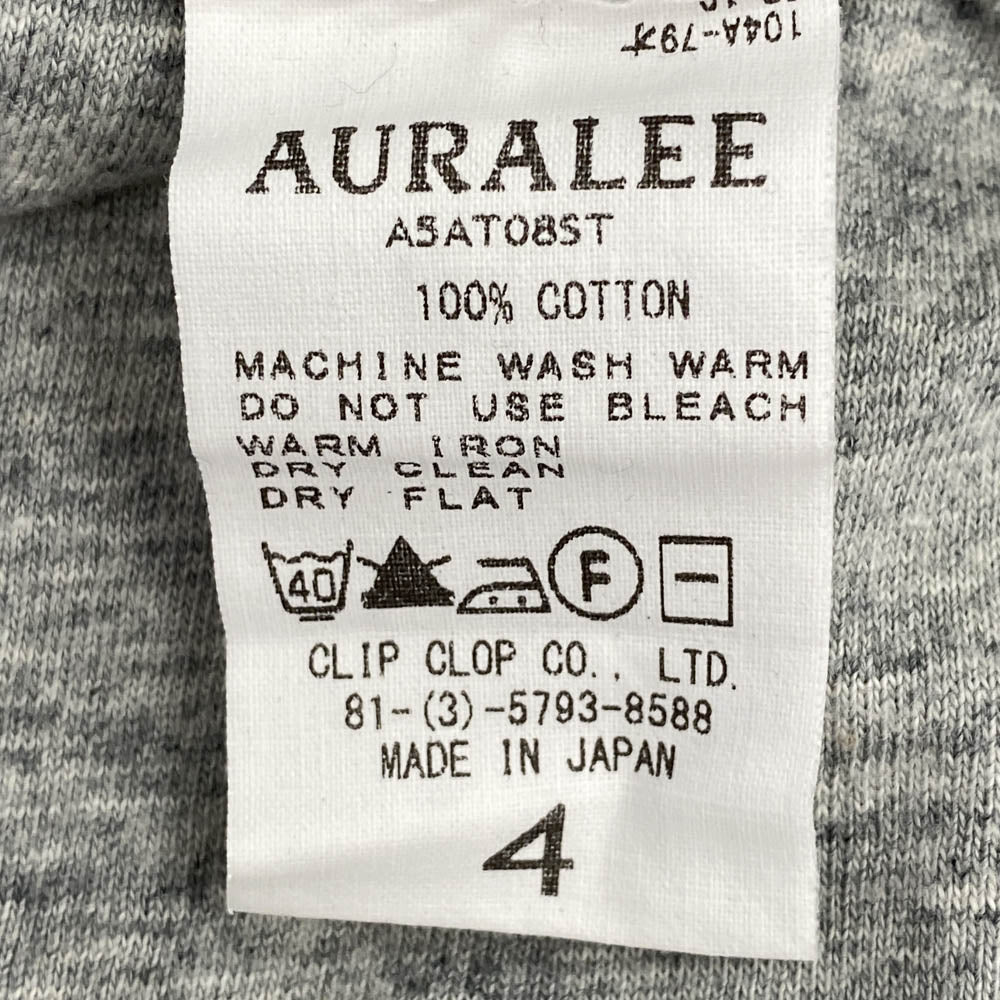 104A-79オ
AURALEE
A5AT08ST
100% COTTON
MACHINE WASH WARM
DO NOT USE BLEACH
WARM IRON
DRY CLEAN
DRY FLAT
40 F
CLIP CLOP CO., LTD.
81-(3)-5793-8588
MADE IN JAPAN
4